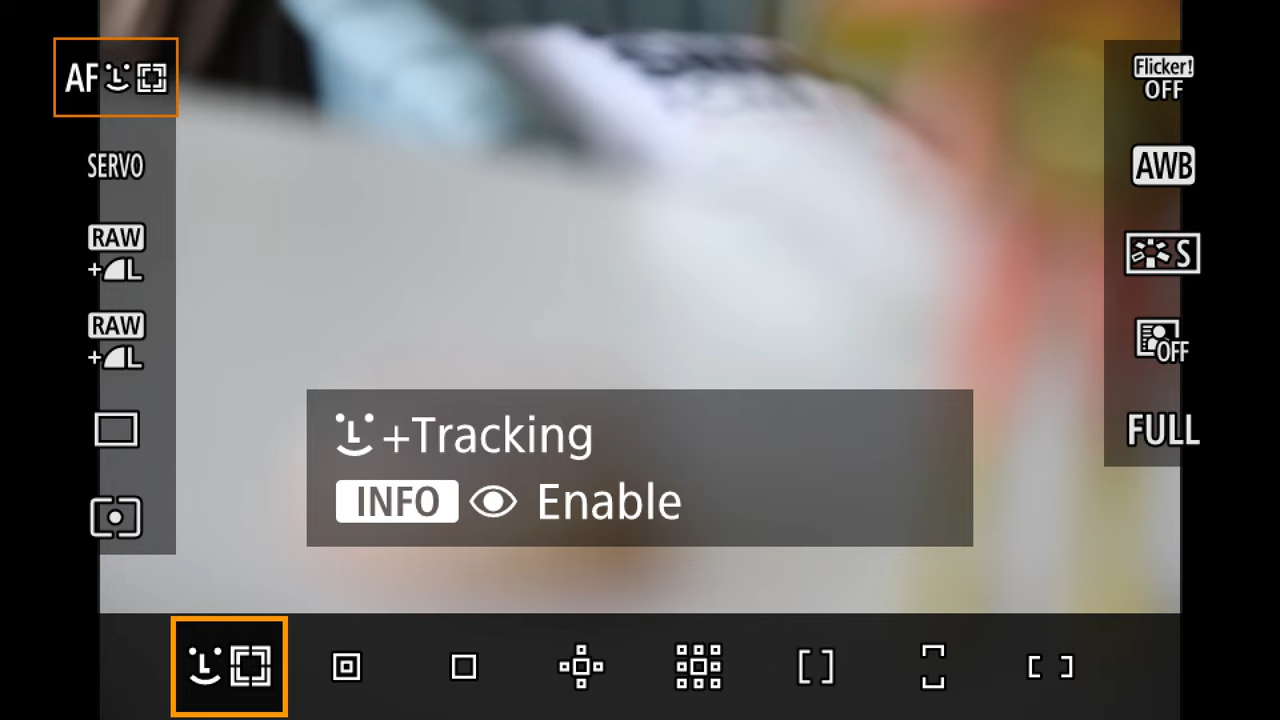 AF
SERVO
RAW
+L
RAW
+L
Flicker!
OFF
AWB
S
OFF
FULL
+Tracking
INFO Enable